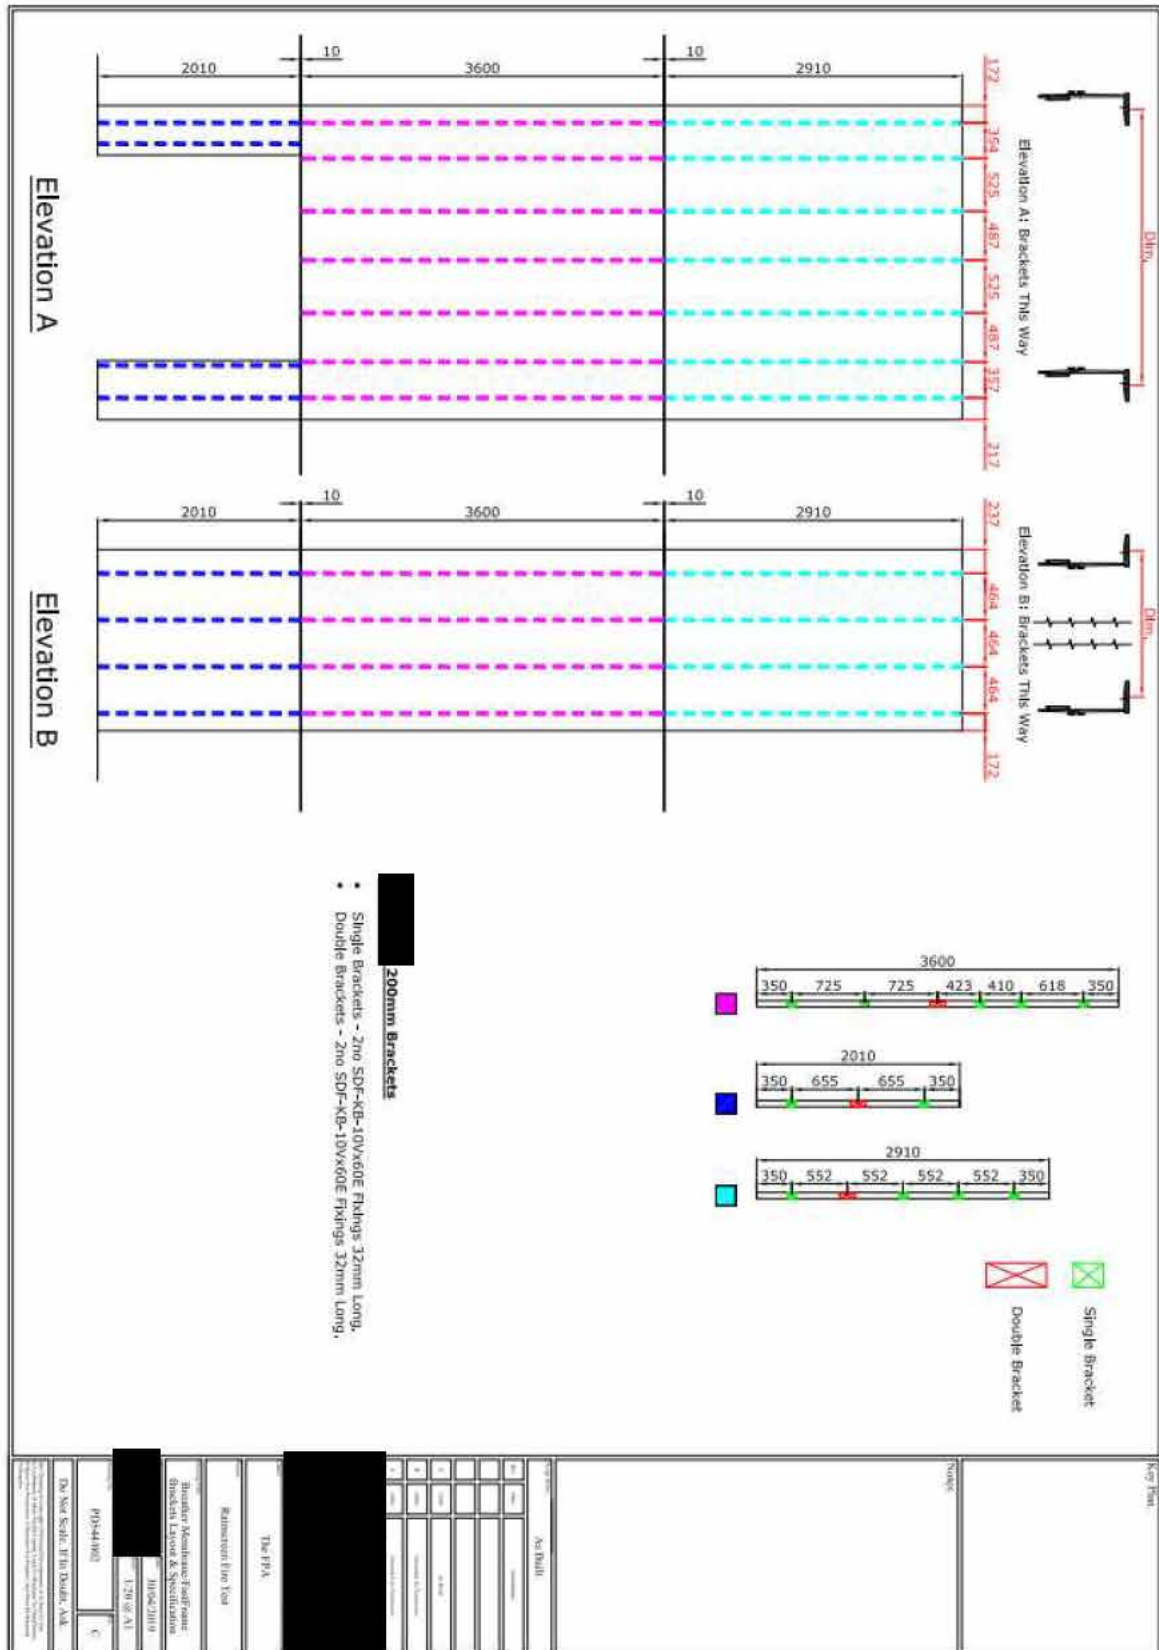 Key Plan.
Notes:
Dim.
Dim.
Elevation A: Brackets This Way
Elevation B: Brackets This Way
172
354
525
487
525
487
357
217
237
464
464
464
172
2910
10
3600
10
2010
2910
10
3600
10
2010
Elevation A
Elevation B
Single Bracket
Double Bracket
2910
350
552
552
552
552
350
2010
350
655
655
350
3600
350
725
725
423
410
618
350
200mm Brackets
• Single Brackets - 2no SDF-KB-10Vx60E Fixings 32mm Long.
• Double Brackets - 2no SDF-KB-10Vx60E Fixings 32mm Long.
As Built
The FPA
Rainscreen Fire Test
Breather Membrane/FastFrame
Brackets Layout & Specification
30/04/2019
1:20 @ A1
PD544/002
C
Do Not Scale, If In Doubt, Ask